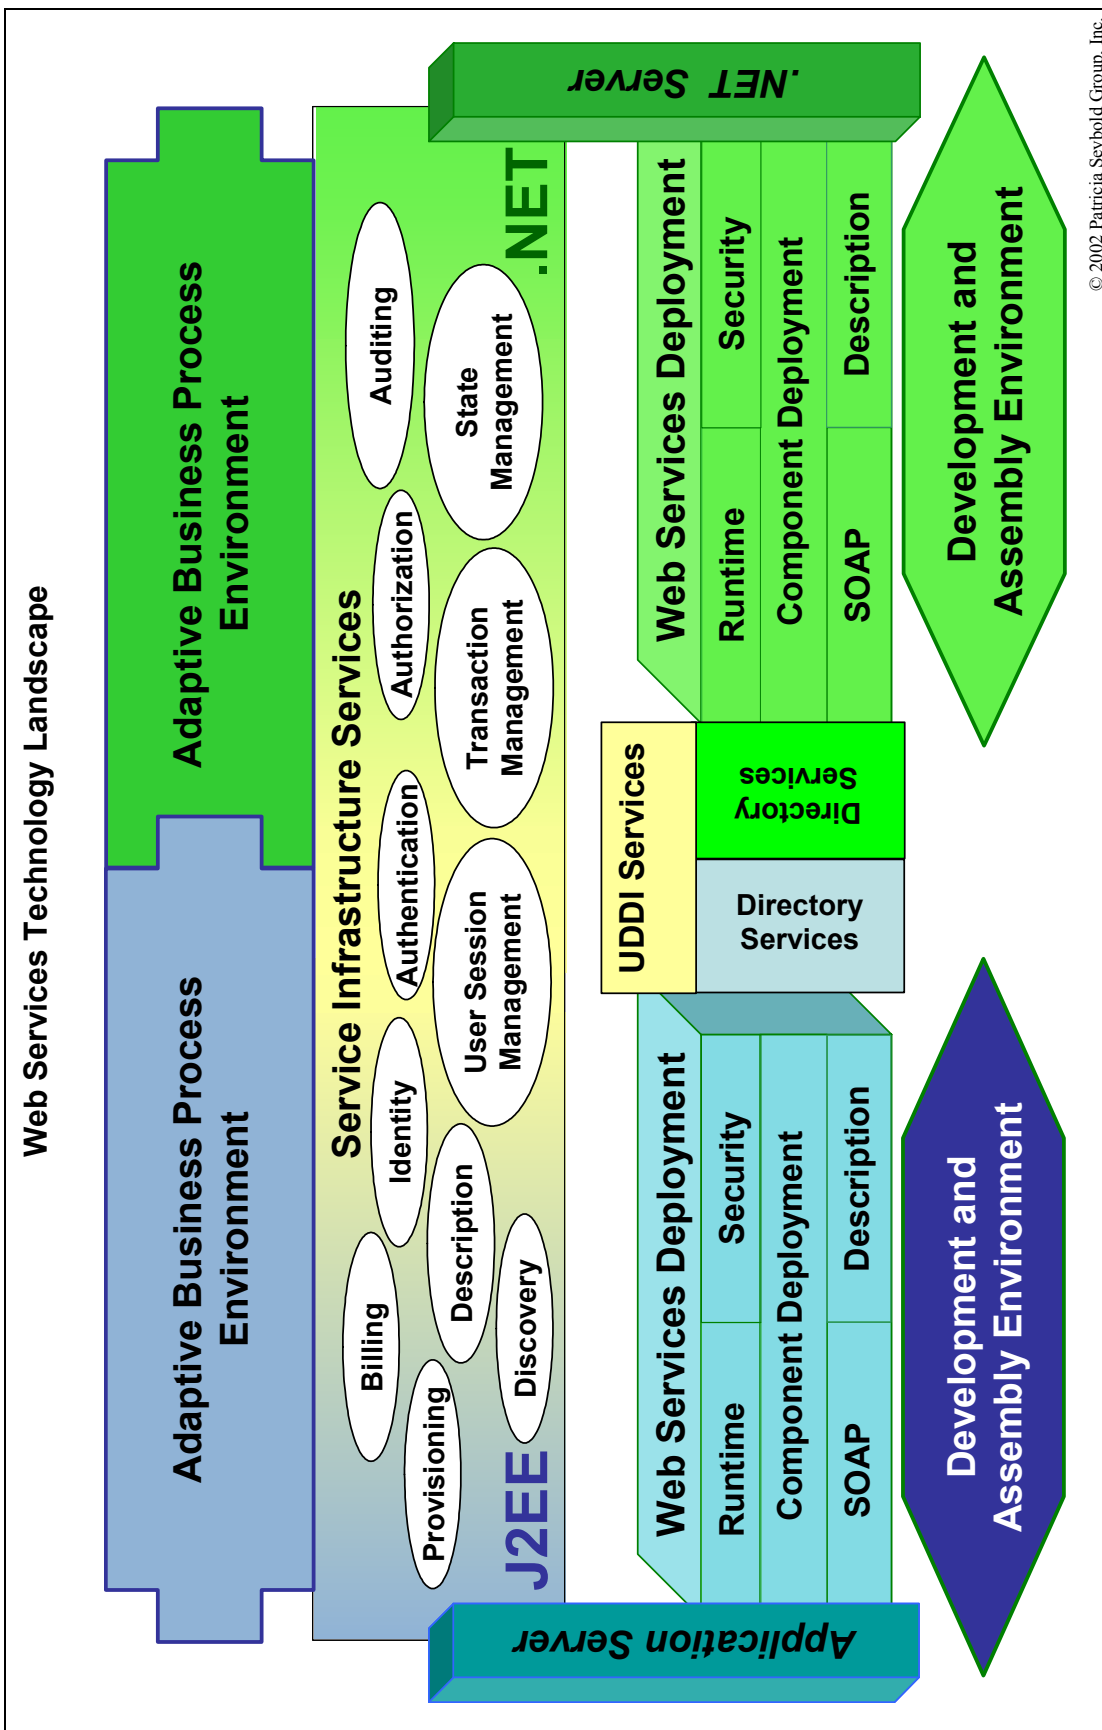 Web Services Technology Landscape
Adaptive Business Process
Environment
Adaptive Business Process
Environment
Service Infrastructure Services
Billing
Identity
Authentication
Authorization
Auditing
Provisioning
Description
User Session
Management
Transaction
Management
State
Management
Discovery
J2EE
.NET
Application Server
Web Services Deployment
Runtime
Security
Component Deployment
SOAP
Description
UDDI Services
Directory
Services
Directory
Services
Web Services Deployment
Runtime
Security
Component Deployment
SOAP
Description
.NET Server
Development and
Assembly Environment
Development and
Assembly Environment
© 2002 Patricia Seybold Group, Inc.